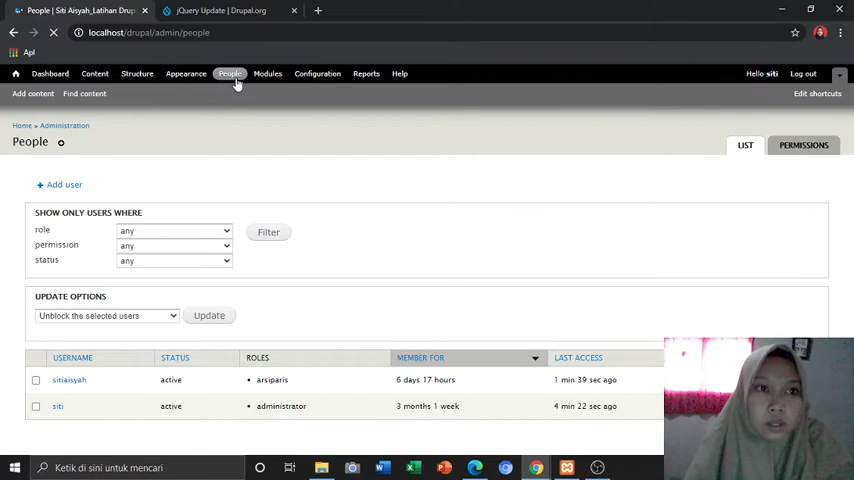 People | Siti Aisyah_Latihan Drup
jQuery Update | Drupal.org
localhost/drupal/admin/people
Apl
Dashboard Content Structure Appearance People Modules Configuration Reports Help Hello siti Log out
Add content Find content Edit shortcuts
Home » Administration
People
LIST PERMISSIONS
Add user
SHOW ONLY USERS WHERE
role any
permission any
status any
Filter
UPDATE OPTIONS
Unblock the selected users Update
USERNAME STATUS ROLES MEMBER FOR LAST ACCESS
sitiaisyah active • arsiparis 6 days 17 hours 1 min 39 sec ago
siti active • administrator 3 months 1 week 4 min 22 sec ago
Ketik di sini untuk mencari